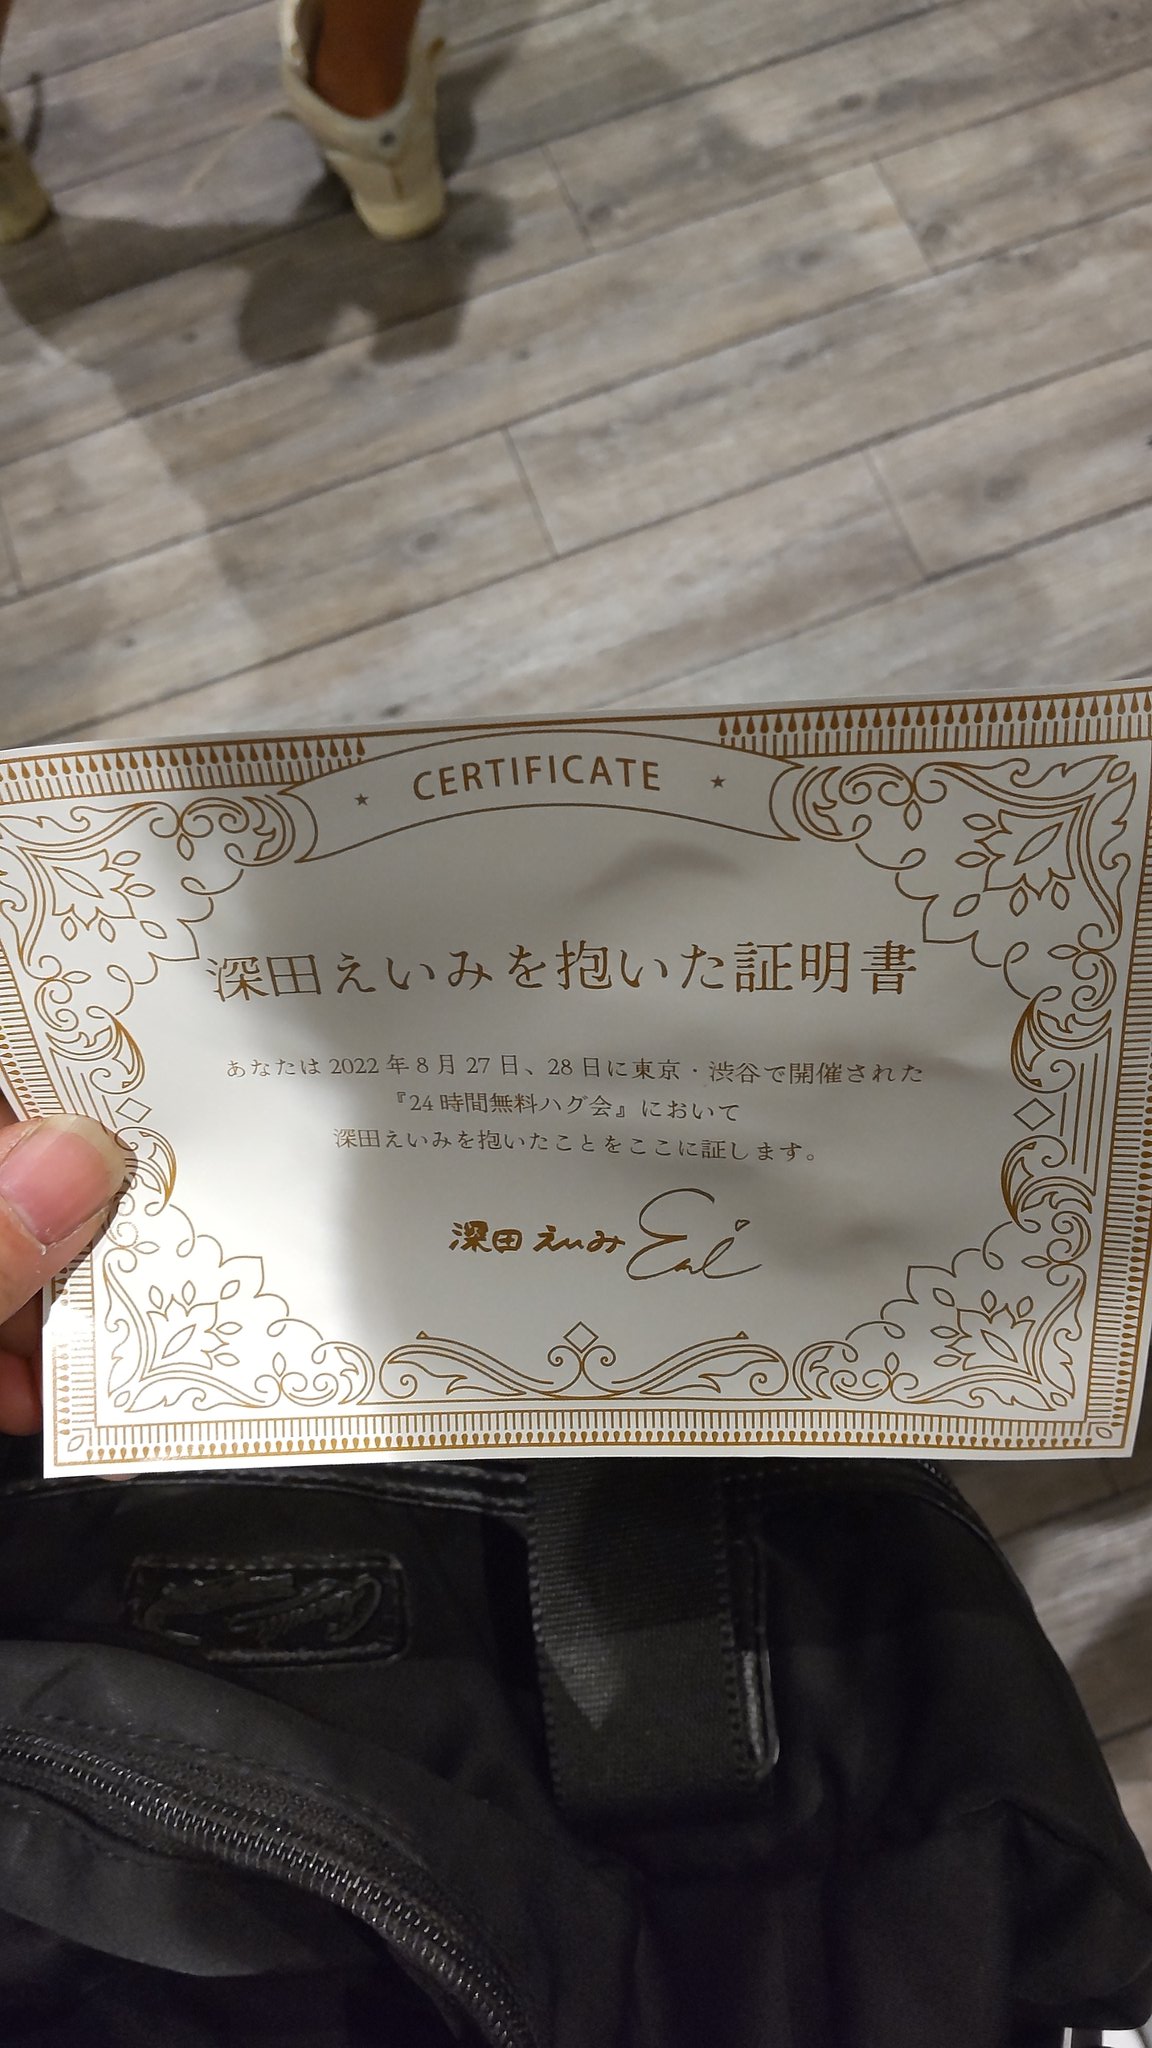 CERTIFICATE
深田えいみを抱いた証明書
あなたは 2022 年 8 月 27 日、28 日に東京・渋谷で開催された
『24 時間無料ハグ会』において
深田えいみを抱いたことをここに証します。
深田えいみ Eimi